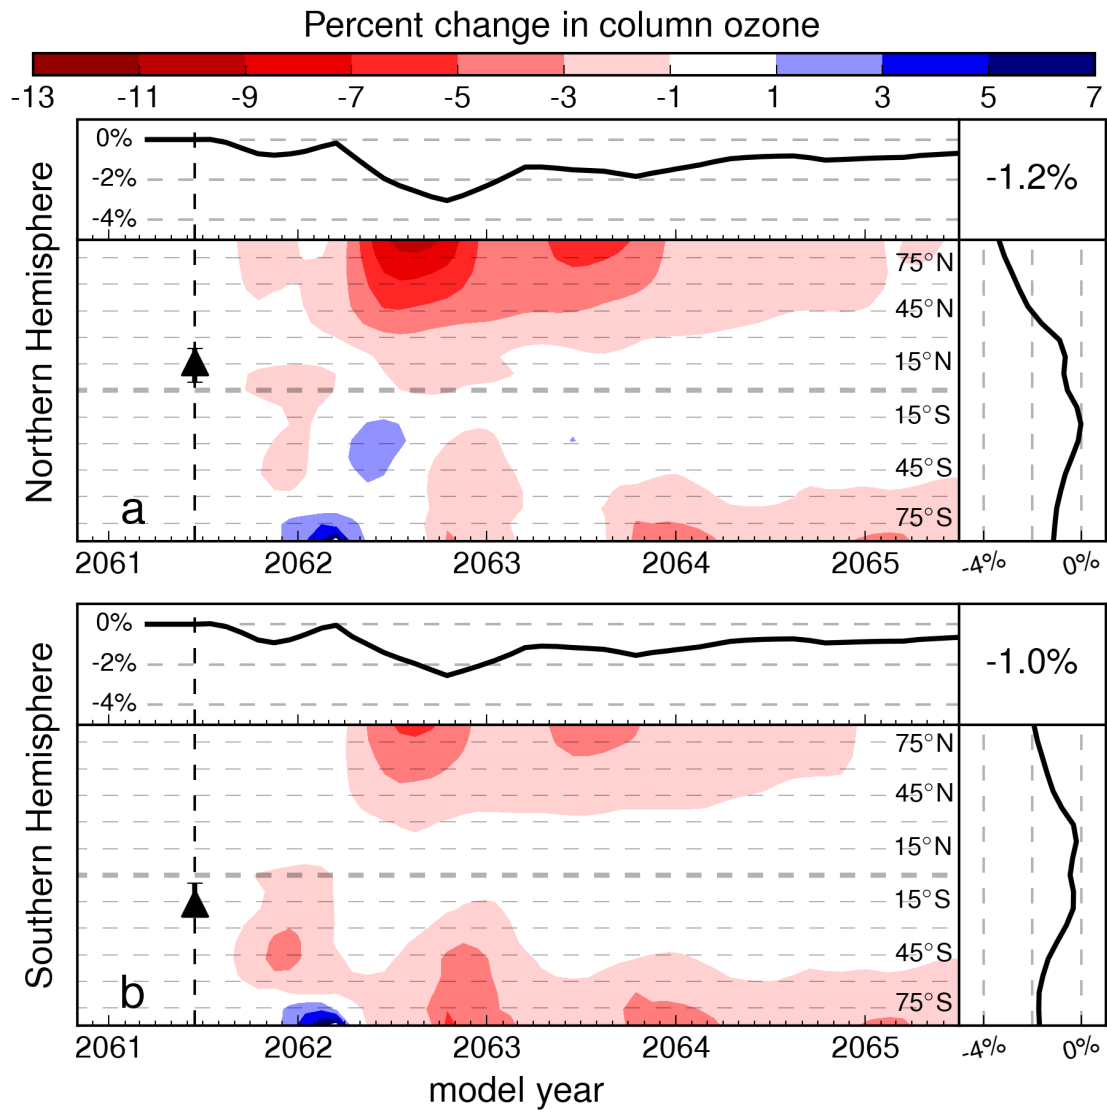 Percent change in column ozone
-13 -11 -9 -7 -5 -3 -1 1 3 5 7
Northern Hemisphere
0%
-2%
-4%
-1.2%
75°N
45°N
15°N
15°S
45°S
75°S
a
2061 2062 2063 2064 2065
-4% 0%
Southern Hemisphere
0%
-2%
-4%
-1.0%
75°N
45°N
15°N
15°S
45°S
75°S
b
2061 2062 2063 2064 2065
-4% 0%
model year